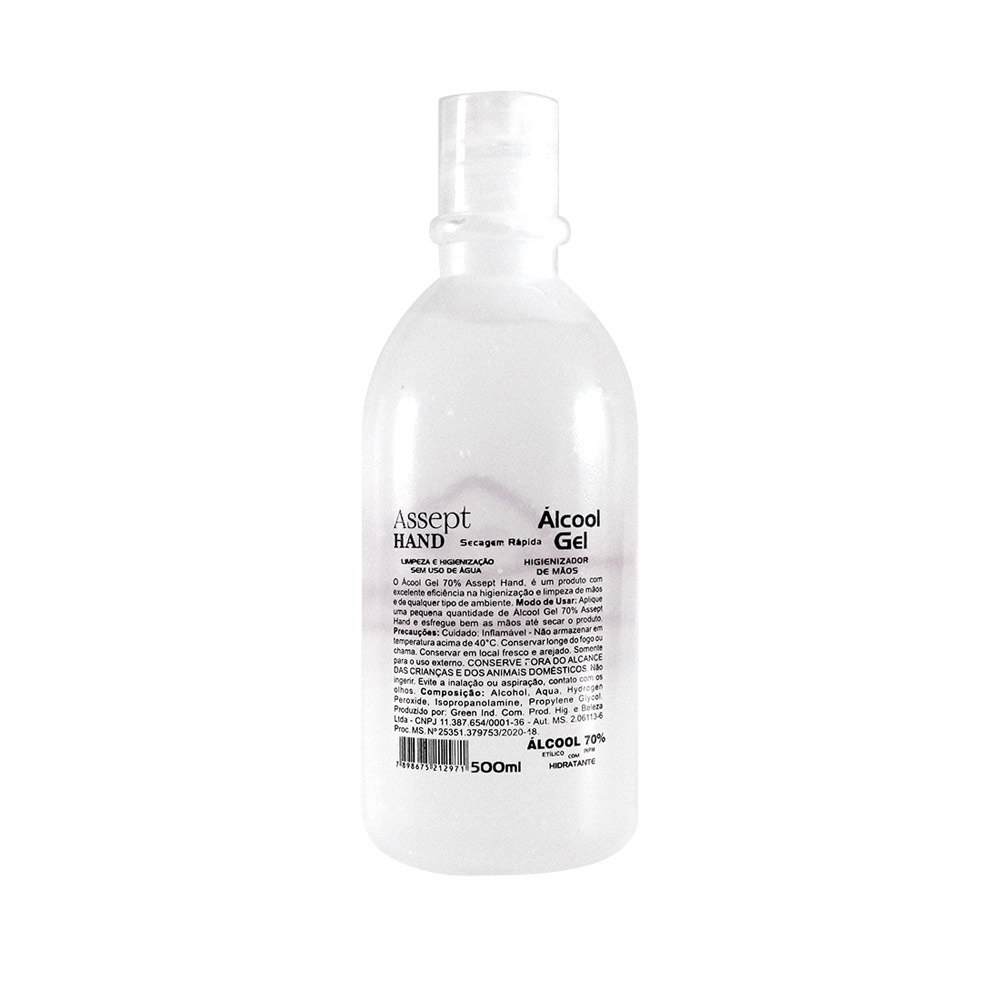 Assept
HAND
Secagem Rápida
Álcool
Gel
LIMPEZA E HIGIENIZAÇÃO
SEM USO DE ÁGUA
HIGIENIZADOR
DE MÃOS
O Ácool Gel 70% Assept Hand, é um produto com
excelente eficiência na higienização e limpeza de mãos
e de qualquer tipo de ambiente. Modo de Usar: Aplique
uma pequena quantidade de Álcool Gel 70% Assept
Hand e esfregue bem as mãos até secar o produto.
Precauções: Cuidado: Inflamável - Não armazenar em
temperatura acima de 40°C. Conservar longe do fogo ou
chama. Conservar em local fresco e arejado. Somente
para o uso externo. CONSERVE FORA DO ALCANCE
DAS CRIANÇAS E DOS ANIMAIS DOMÉSTICOS. Não
ingerir. Evite a inalação ou aspiração, contato com os
olhos. Composição: Alcohol, Aqua, Hydrogen
Peroxide, Isopropanolamine, Propylene Glycol.
Produzido por: Green Ind. Com. Prod. Hig. e Beleza
Ltda - CNPJ 11.387.654/0001-36 - Aut. MS. 2.06113-6
Proc. MS. Nº 25351.379753/2020-18.
7 898675 212971
500ml
ÁLCOOL 70%
ETÍLICO COM INPM
HIDRATANTE